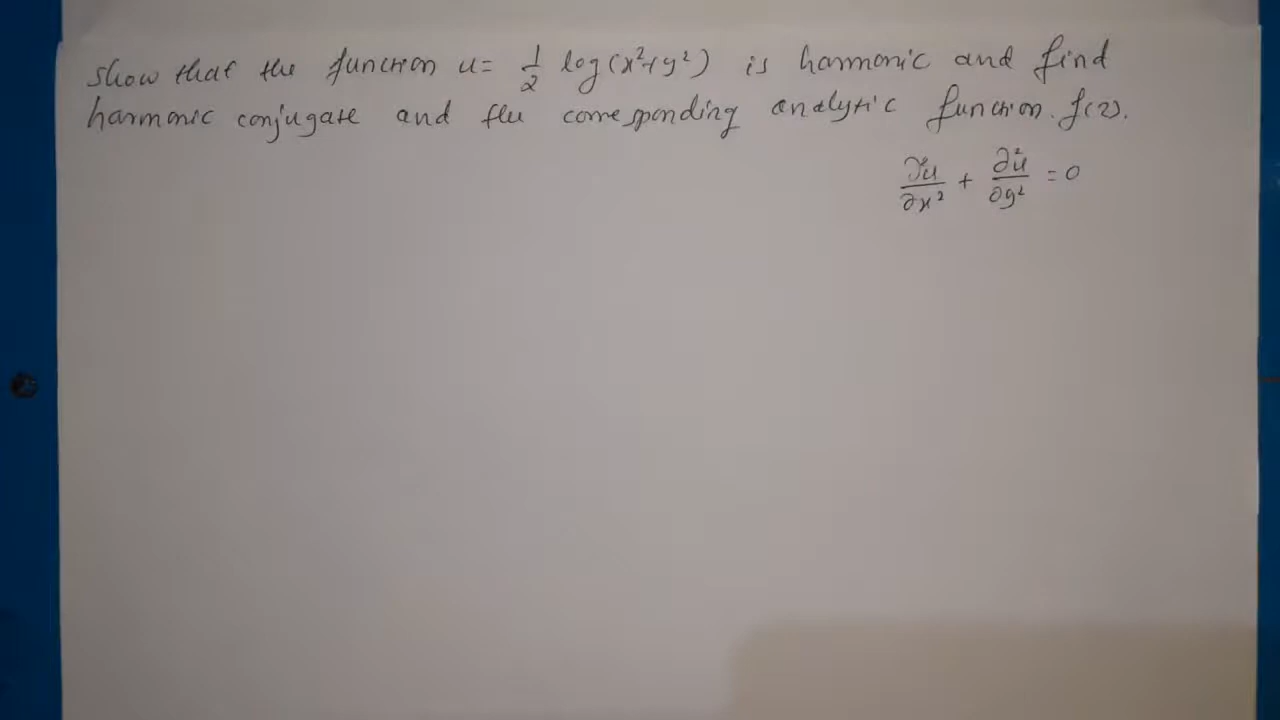 show that the function u = 1/2 log(x²+y²) is harmonic and find
harmonic conjugate and the corresponding analytic function. f(z).
∂²u/∂x² + ∂²u/∂y² = 0